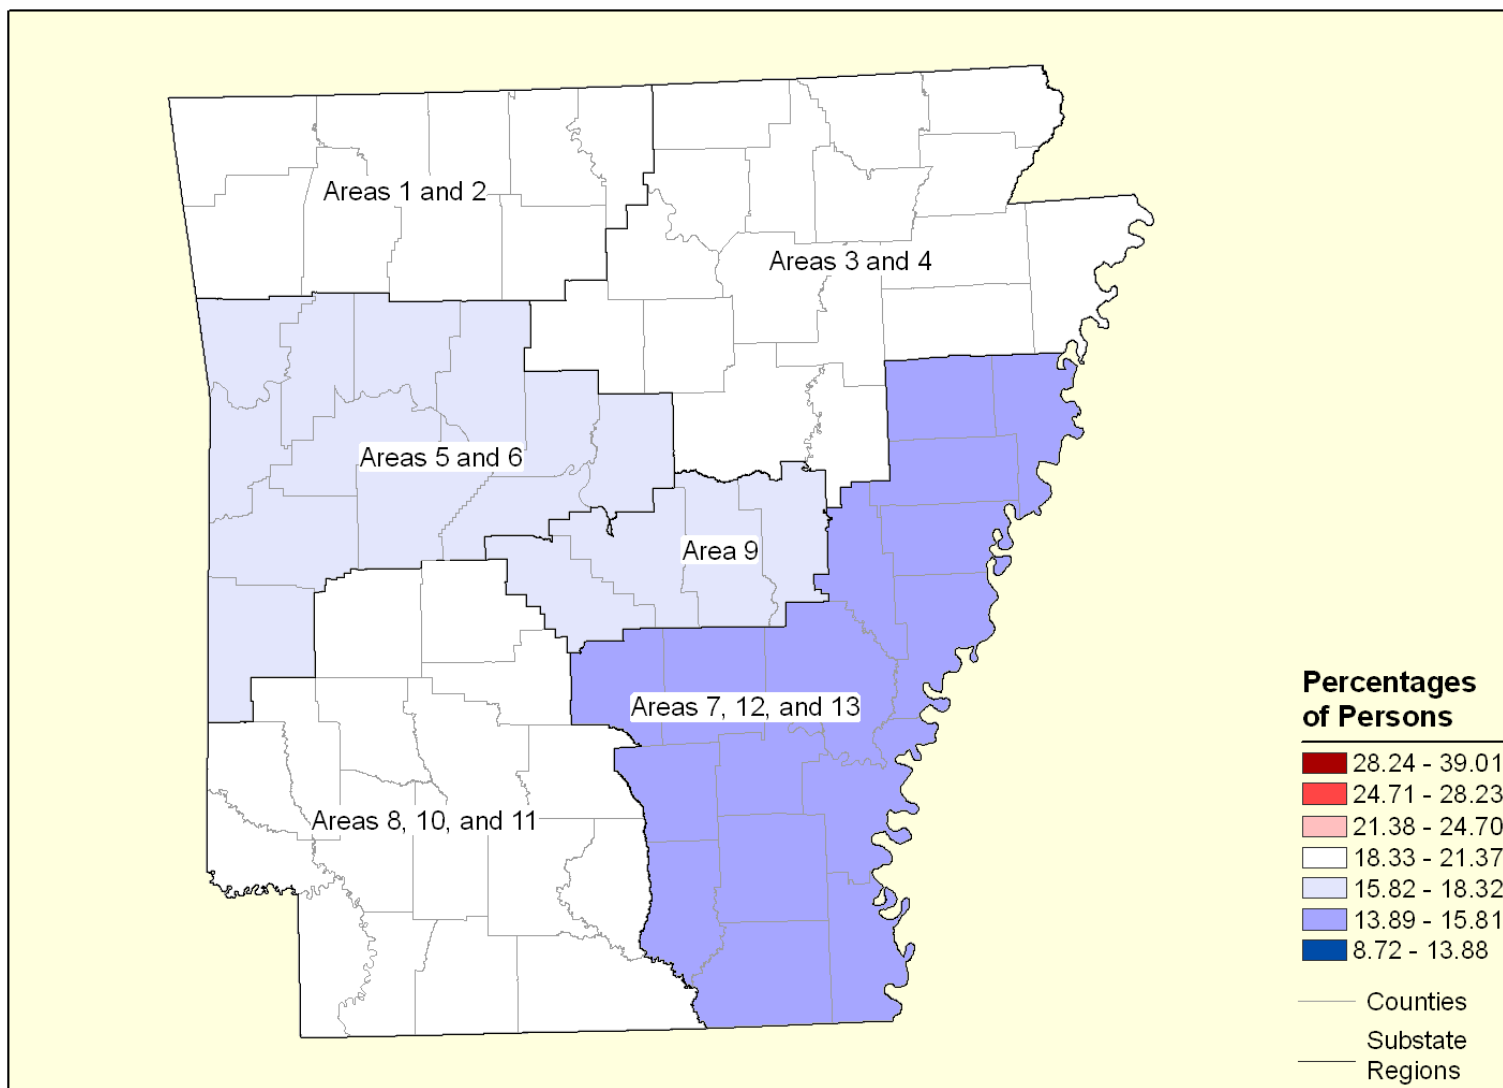 Areas 1 and 2
Areas 3 and 4
Areas 5 and 6
Area 9
Areas 7, 12, and 13
Areas 8, 10, and 11
Percentages
of Persons
28.24 - 39.01
24.71 - 28.23
21.38 - 24.70
18.33 - 21.37
15.82 - 18.32
13.89 - 15.81
8.72 - 13.88
Counties
Substate
Regions